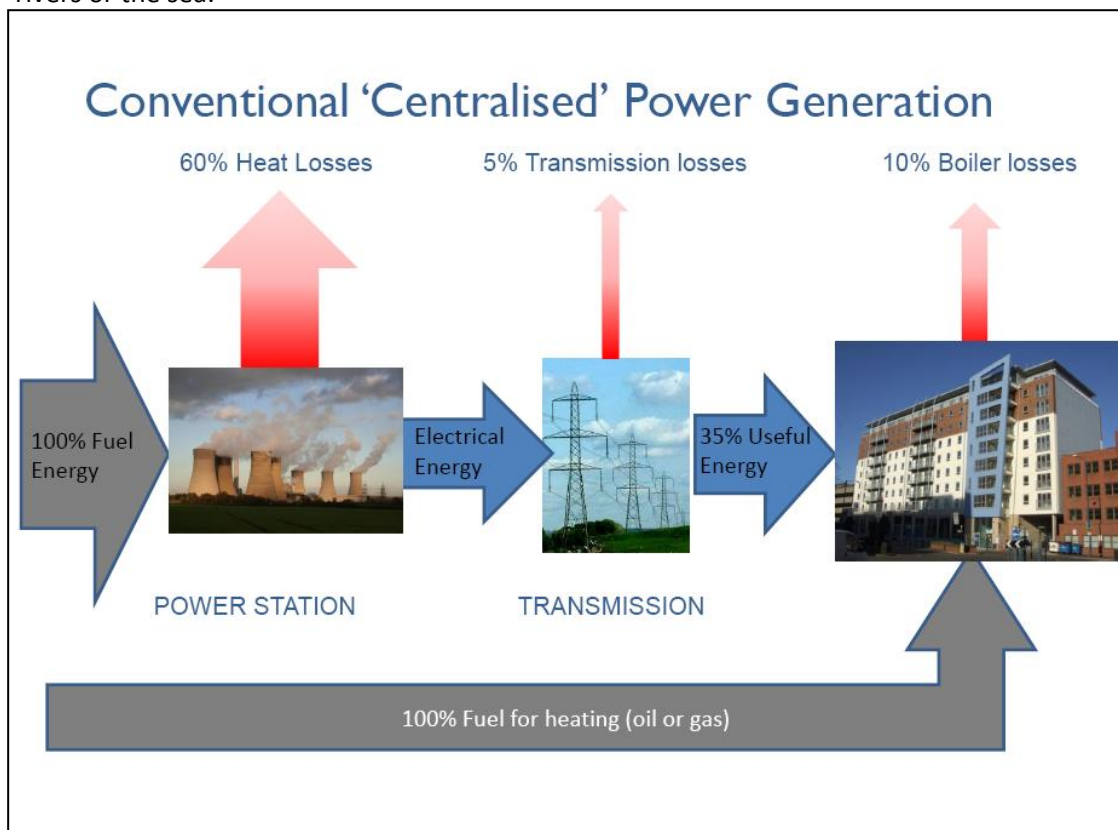 rivers or the sea.
Conventional ‘Centralised’ Power Generation
60% Heat Losses
5% Transmission losses
10% Boiler losses
100% Fuel
Energy
Electrical
Energy
35% Useful
Energy
POWER STATION
TRANSMISSION
100% Fuel for heating (oil or gas)